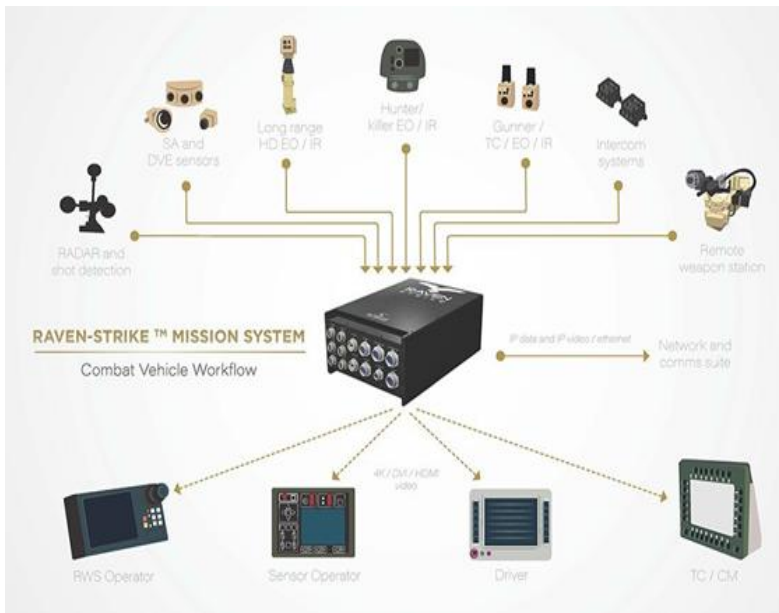 SA and
DVE sensors
Long range
HD EO / IR
Hunter/
killer EO / IR
Gunner /
TC / EO / IR
Intercom
systems
RADAR and
shot detection
Remote
weapon station
RAVEN
RAVEN-STRIKE ™ MISSION SYSTEM
Combat Vehicle Workflow
IP data and IP video / ethernet
Network and
comms suite
4K / DVI / HDMI
video
RWS Operator
Sensor Operator
Driver
TC / CM